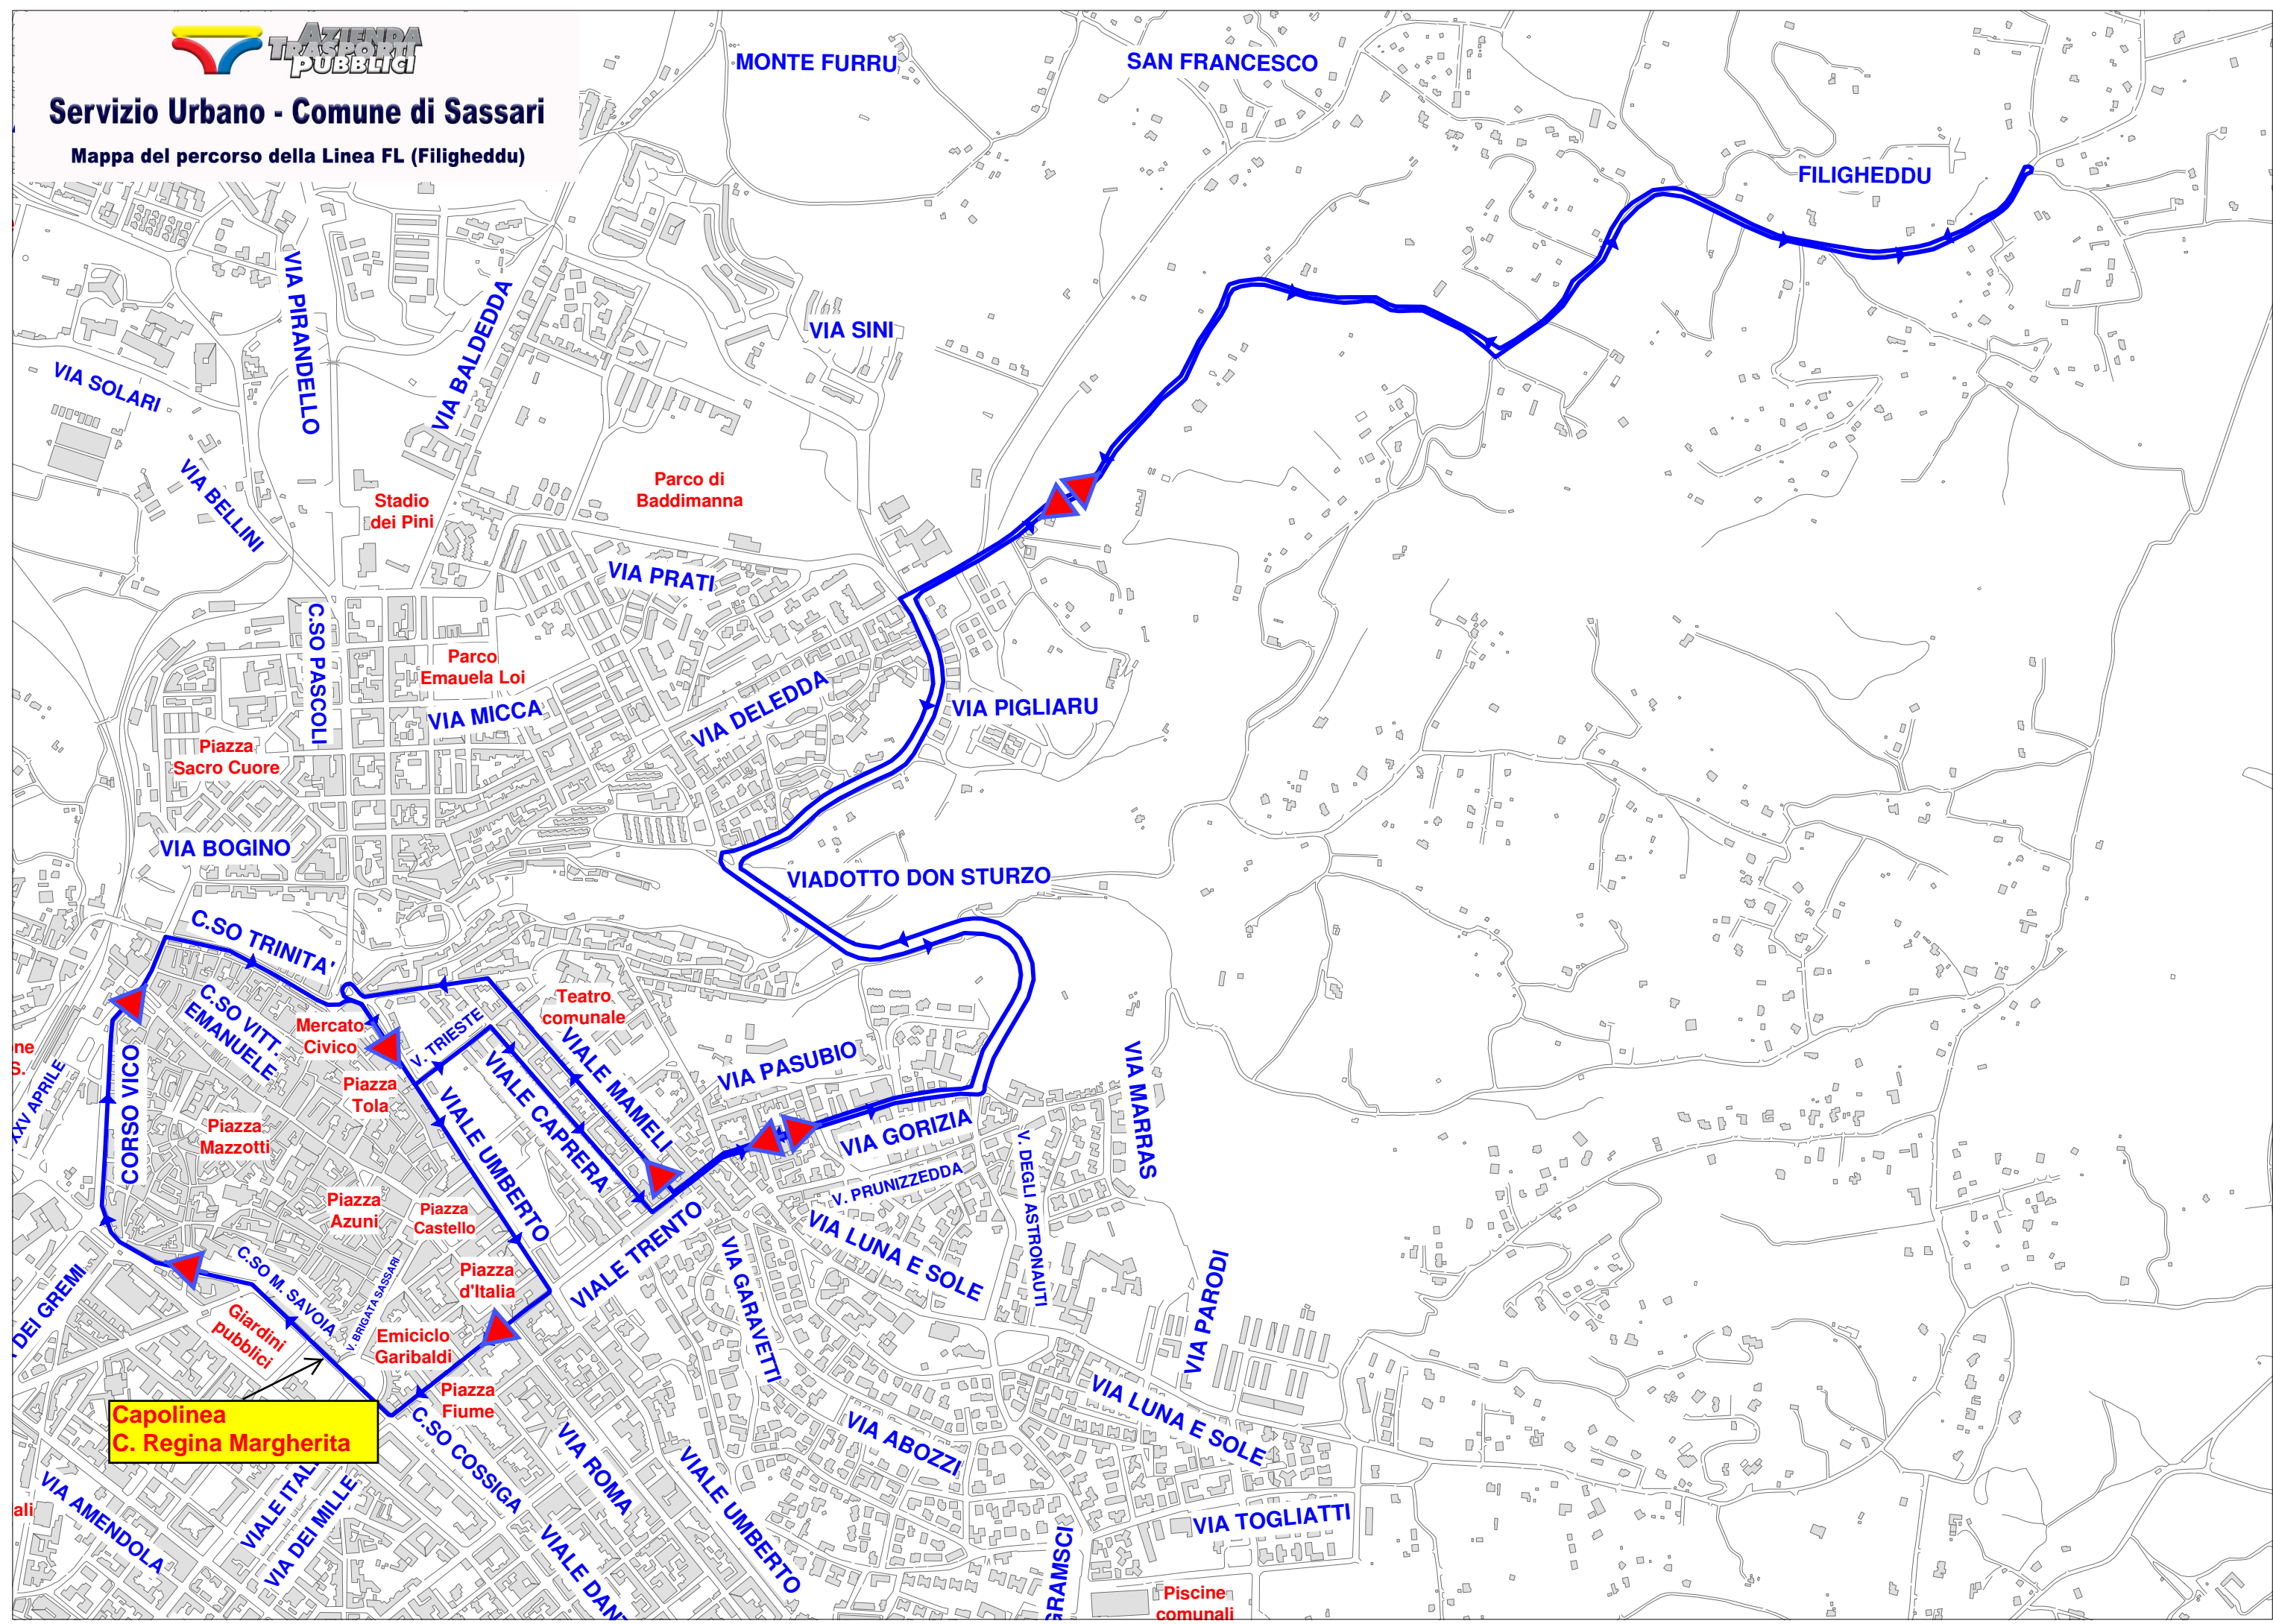 AZIENDA
TRASPORTI
PUBBLICI
Servizio Urbano - Comune di Sassari
Mappa del percorso della Linea FL (Filigheddu)
MONTE FURRU
SAN FRANCESCO
FILIGHEDDU
VIA PIRANDELLO
VIA BALDEDDA
VIA SINI
VIA SOLARI
VIA BELLINI
Stadio
dei Pini
Parco di
Baddimanna
VIA PRATI
C.SO PASCOLI
Parco
Emauela Loi
VIA MICCA
VIA DELEDDA
VIA PIGLIARU
Piazza
Sacro Cuore
VIA BOGINO
VIADOTTO DON STURZO
C.SO TRINITA'
C.SO VITT.
EMANUELE
Mercato
Civico
V. TRIESTE
Teatro
comunale
VIALE MAMELI
VIALE CAPRERA
VIA PASUBIO
VIA MARRAS
ne
S.
XXV APRILE
CORSO VICO
Piazza
Tola
Piazza
Mazzotti
VIALE UMBERTO
VIA GORIZIA
V. PRUNIZZEDDA
V. DEGLI ASTRONAUTI
Piazza
Azuni
Piazza
Castello
VIALE TRENTO
VIA LUNA E SOLE
VIA GARAVETTI
VIA PARODI
DEI GREMI
C.SO M. SAVOIA
V. BRIGATA SASSARI
Piazza
d'Italia
Giardini
pubblici
Emiciclo
Garibaldi
Piazza
Fiume
Capolinea
C. Regina Margherita
C.SO COSSIGA
VIA ROMA
VIALE UMBERTO
VIA ABOZZI
VIA LUNA E SOLE
VIA TOGLIATTI
ali
VIA AMENDOLA
VIALE ITALI
VIA DEI MILLE
VIALE DANT
GRAMSCI
Piscine
comunali